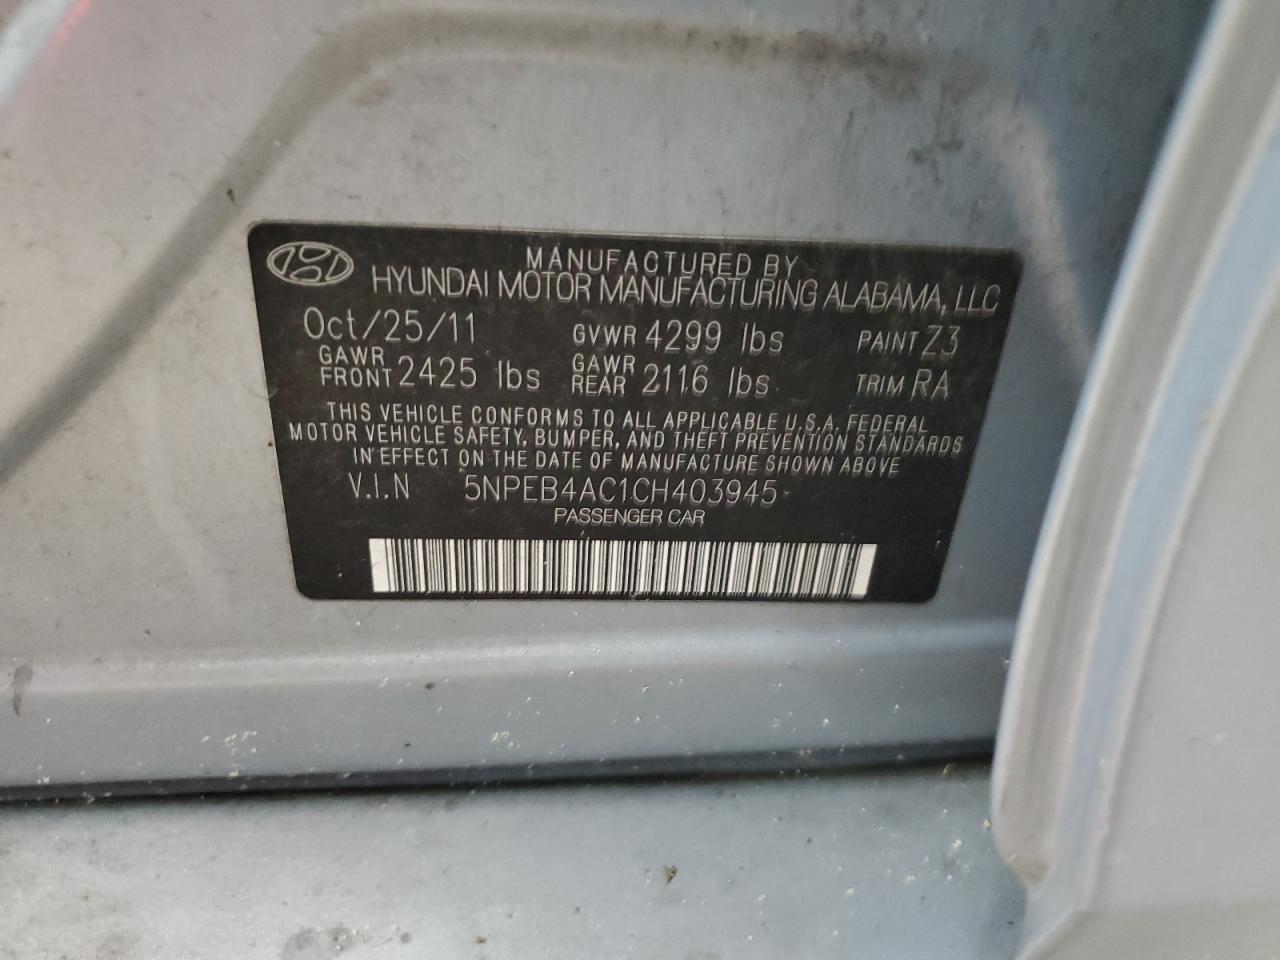 MANUFACTURED BY
HYUNDAI MOTOR MANUFACTURING ALABAMA, LLC
Oct/25/11 GVWR 4299 lbs PAINT Z3
GAWR FRONT 2425 lbs GAWR REAR 2116 lbs TRIM RA
THIS VEHICLE CONFORMS TO ALL APPLICABLE U.S.A. FEDERAL
MOTOR VEHICLE SAFETY, BUMPER, AND THEFT PREVENTION STANDARDS
IN EFFECT ON THE DATE OF MANUFACTURE SHOWN ABOVE
V.I.N 5NPEB4AC1CH403945
PASSENGER CAR